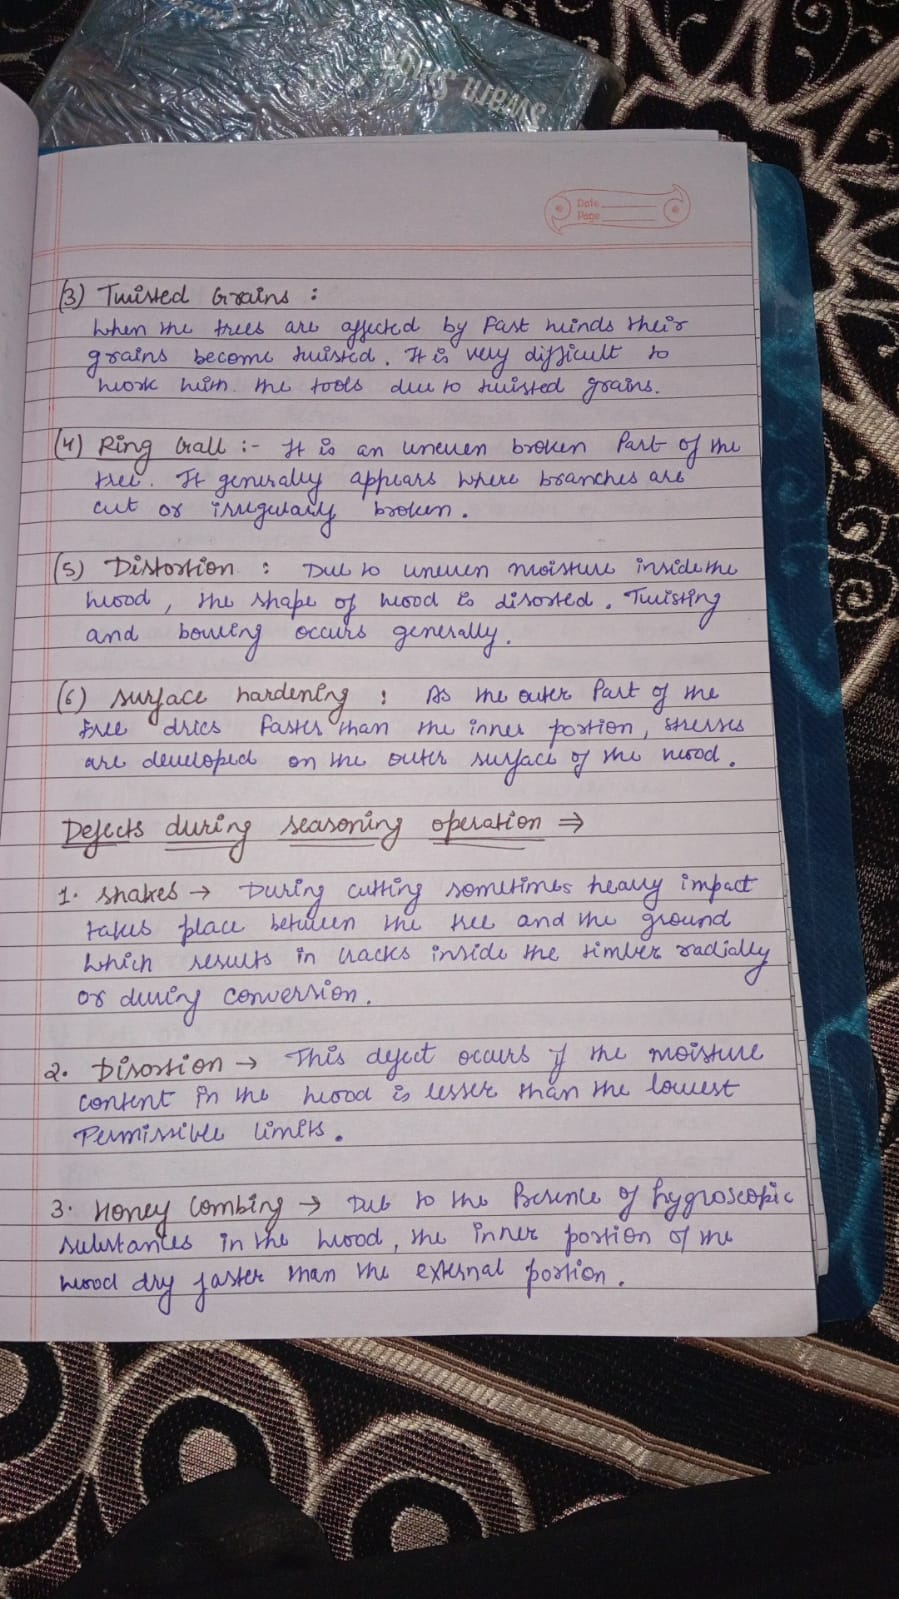 Swarn
Date
Page
(3) Twisted Grains :
When the trees are affected by fast winds their
grains become twisted. It is very difficult to
work with the tools due to twisted grains.
(4) Ring Gall :- It is an uneven broken Part of the
tree. It generally appears where branches are
cut or irregularly broken.
(5) Distortion : Due to uneven moisture inside the
wood, the shape of wood is disorted. Twisting
and bowing occurs generally.
(6) Surface hardening : As the outer Part of the
tree dries faster than the inner portion, stresses
are developed on the outer surface of the wood.
Defects during seasoning operation ⇒
1. Shakes → During cutting sometimes heavy impact
takes place between the tree and the ground
which results in cracks inside the timber radially
or during conversion.
2. Disortion → This defect occurs if the moisture
content in the wood is lesser than the lowest
Permissible limits.
3. Honey Combing → Due to the Persence of hygroscopic
substances in the wood, the inner portion of the
wood dry faster than the external portion.